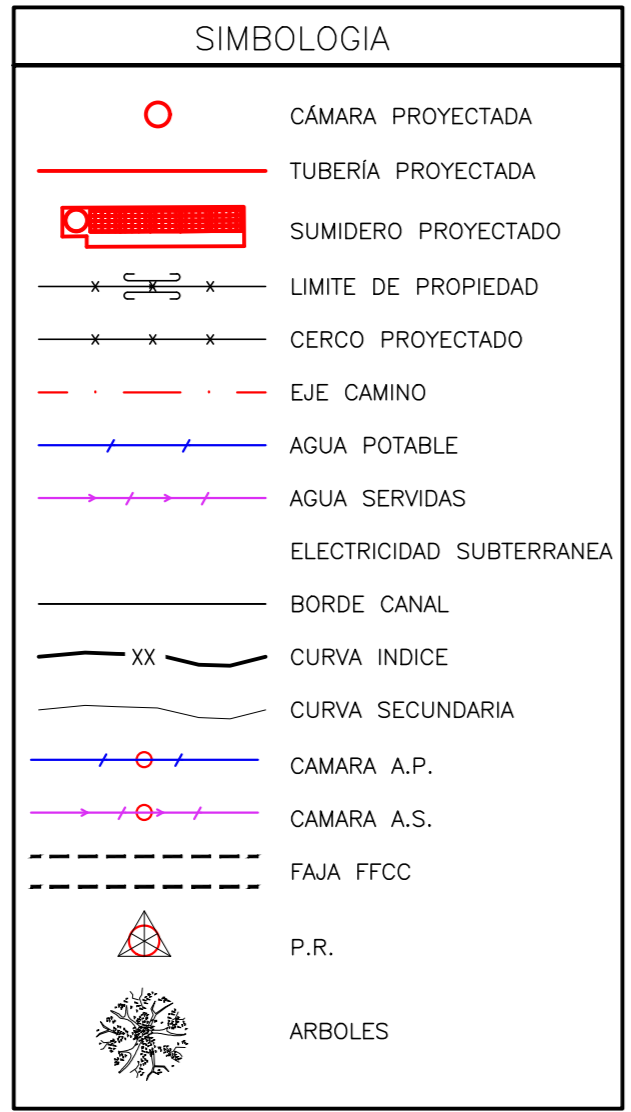 SIMBOLOGIA
CÁMARA PROYECTADA
TUBERÍA PROYECTADA
SUMIDERO PROYECTADO
LIMITE DE PROPIEDAD
CERCO PROYECTADO
EJE CAMINO
AGUA POTABLE
AGUA SERVIDAS
ELECTRICIDAD SUBTERRANEA
BORDE CANAL
XX CURVA INDICE
CURVA SECUNDARIA
CAMARA A.P.
CAMARA A.S.
FAJA FFCC
P.R.
ARBOLES